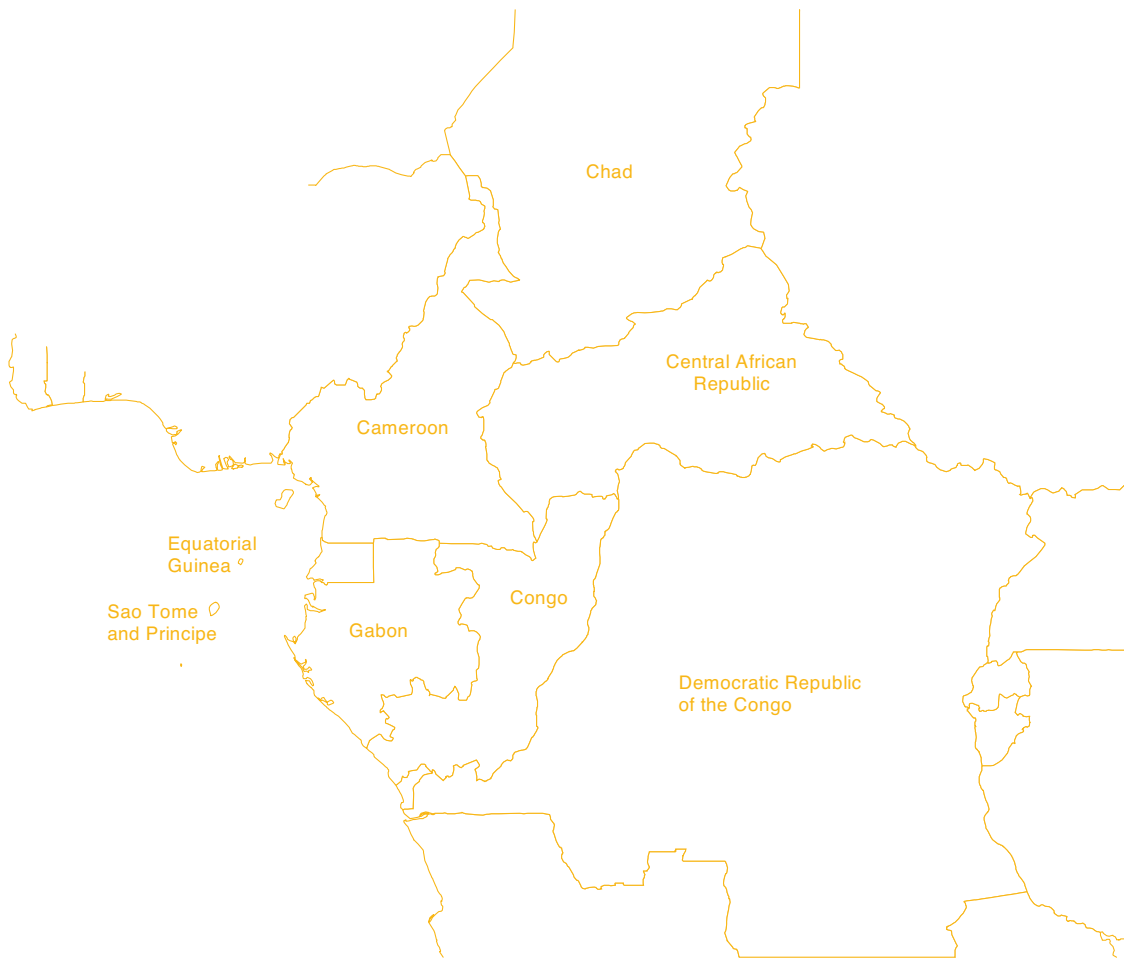 Chad
Central African
Republic
Cameroon
Equatorial
Guinea
Congo
Sao Tome
and Principe
Gabon
Democratic Republic
of the Congo